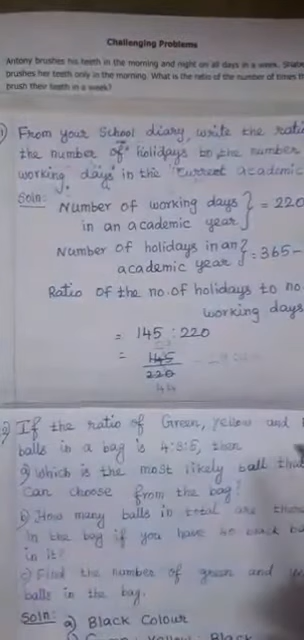 Challenging Problems
Antony brushes his teeth in the morning and night on all days in a week.
brushes her teeth only in the morning. What is the ratio of the number of times
brush their teeth in a week?
From your School diary, write the
the number of holidays to the number
working days in the current academic
Soln: Number of working days } = 220
in an academic year
Number of holidays in an } = 365 -
academic year
Ratio of the no. of holidays to no.
working days
= 145 : 220
= 145
220
44
2) If the ratio of Green, yellow and
balls in a bag is 4:3:5, then
a) Which is the most likely ball
can choose from the bag?
b) How many balls in total are
in the bag if you have 40 black
in it?
c) Find the number of green and
balls in the bag.
Soln: a) Black Colour